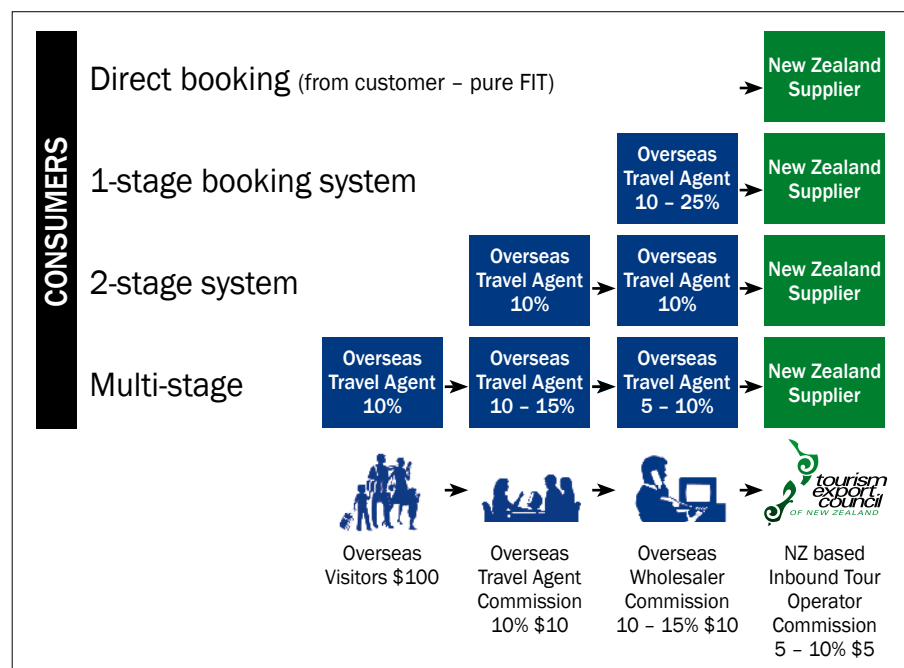 CONSUMERS
Direct booking (from customer – pure FIT)
New Zealand
Supplier
1-stage booking system
Overseas
Travel Agent
10 – 25%
New Zealand
Supplier
2-stage system
Overseas
Travel Agent
10%
Overseas
Travel Agent
10%
New Zealand
Supplier
Multi-stage
Overseas
Travel Agent
10%
Overseas
Travel Agent
10 – 15%
Overseas
Travel Agent
5 – 10%
New Zealand
Supplier
tourism
export
council
OF NEW ZEALAND
Overseas
Visitors $100
Overseas
Travel Agent
Commission
10% $10
Overseas
Wholesaler
Commission
10 – 15% $10
NZ based
Inbound Tour
Operator
Commission
5 – 10% $5